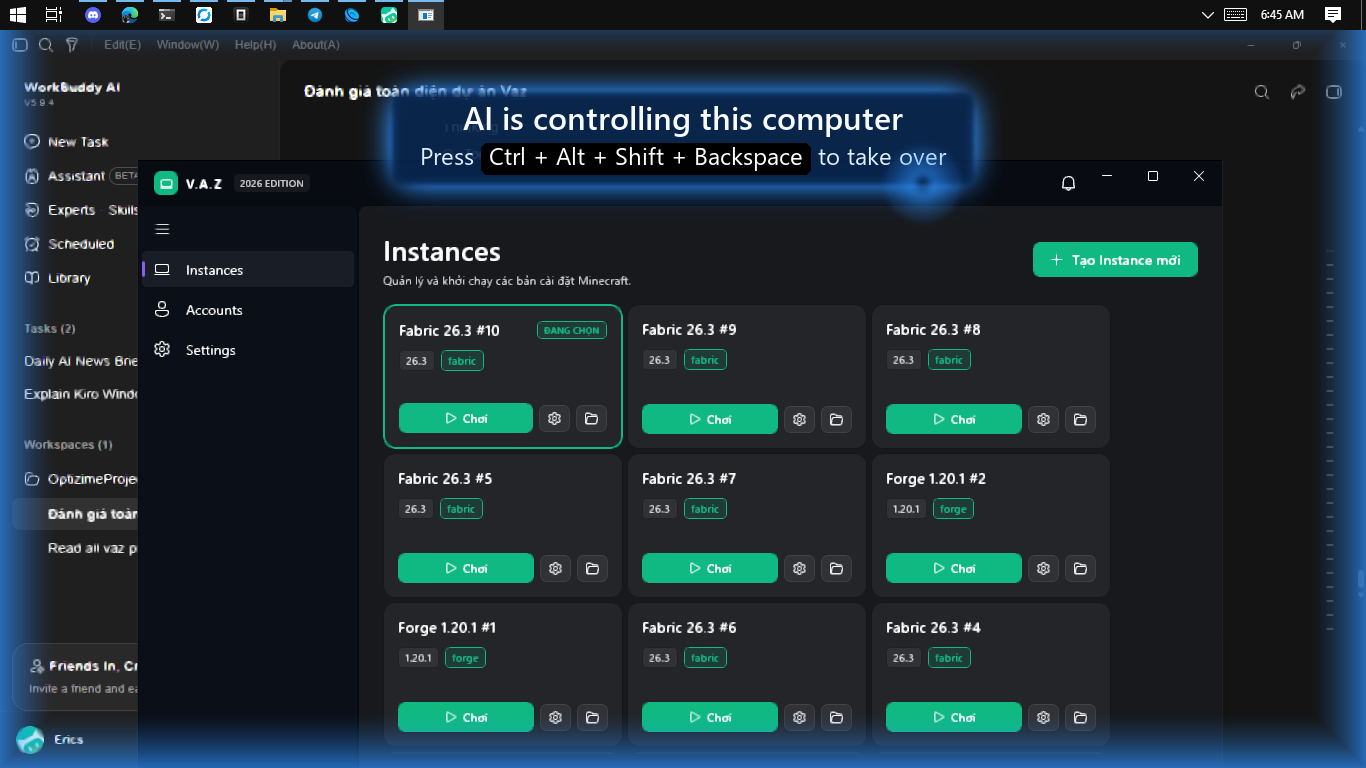 6:45 AM
Edit(E) Window(W) Help(H) About(A)
WorkBuddy AI
V5.9.4
Đánh giá toàn diện dự án Vaz
AI is controlling this computer
Press Ctrl + Alt + Shift + Backspace to take over
New Task
Assistant BETA
Experts Skills
Scheduled
Library
Tasks (2)
Daily AI News Brie
Explain Kiro Windo
Workspaces (1)
OptizimeProje
Đánh giá toàn
Read all vaz p
Friends In, Cr
Invite a friend and ea
Erics
V.A.Z 2026 EDITION
Instances
Accounts
Settings
Instances
Quản lý và khởi chạy các bản cài đặt Minecraft.
Tạo Instance mới
Fabric 26.3 #10 ĐANG CHỌN
26.3 fabric
Chơi
Fabric 26.3 #9
26.3 fabric
Chơi
Fabric 26.3 #8
26.3 fabric
Chơi
Fabric 26.3 #5
26.3 fabric
Chơi
Fabric 26.3 #7
26.3 fabric
Chơi
Forge 1.20.1 #2
1.20.1 forge
Chơi
Forge 1.20.1 #1
1.20.1 forge
Chơi
Fabric 26.3 #6
26.3 fabric
Chơi
Fabric 26.3 #4
26.3 fabric
Chơi